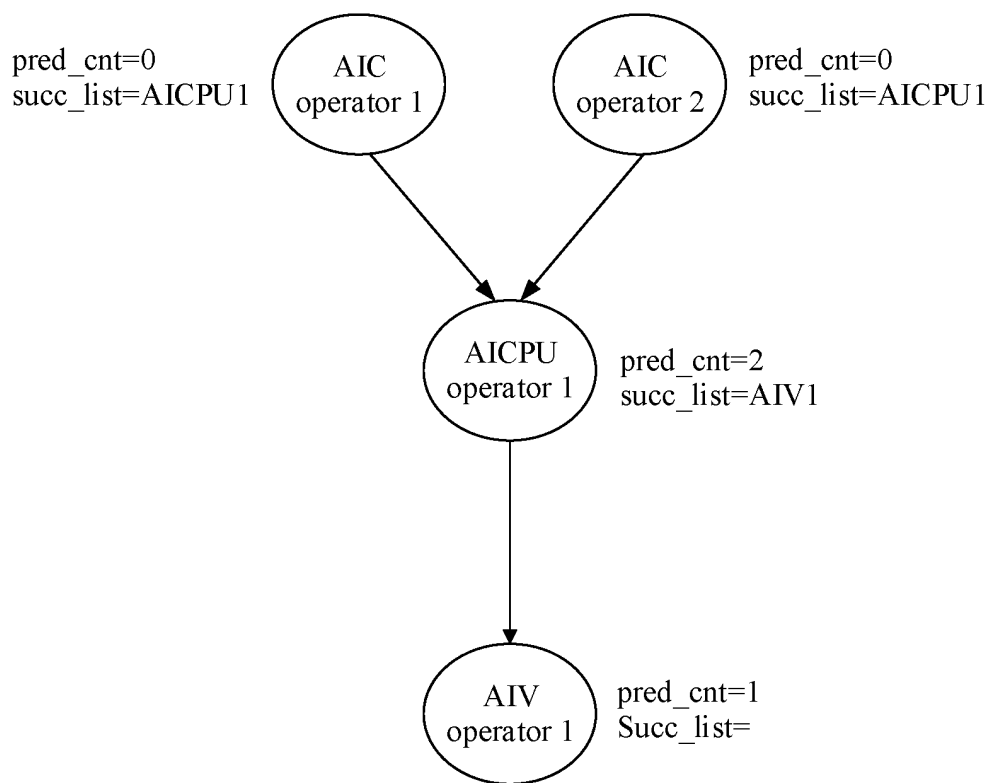 pred_cnt=0
succ_list=AICPU1
AIC
operator 1
AIC
operator 2
pred_cnt=0
succ_list=AICPU1
AICPU
operator 1
pred_cnt=2
succ_list=AIV1
AIV
operator 1
pred_cnt=1
Succ_list=